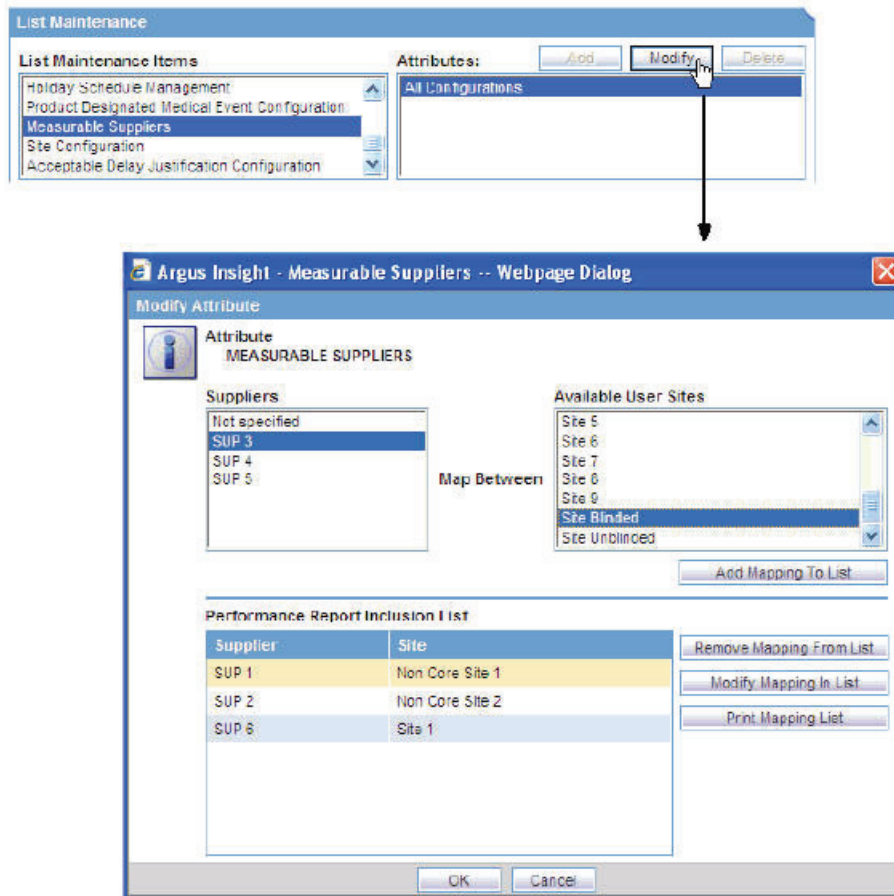 List Maintenance
List Maintenance Items
Attributes:
Add
Modify
Delete
Holiday Schedule Management
Product Designated Medical Event Configuration
Measurable Suppliers
Site Configuration
Acceptable Delay Justification Configuration
All Configurations
Argus Insight - Measurable Suppliers -- Webpage Dialog
Modify Attribute
Attribute
MEASURABLE SUPPLIERS
Suppliers
Not specified
SUP 3
SUP 4
SUP 5
Map Between
Available User Sites
Site 5
Site 6
Site 7
Site 8
Site 9
Site Blinded
Site Unblinded
Add Mapping To List
Performance Report Inclusion List
Supplier Site
SUP 1 Non Core Site 1
SUP 2 Non Core Site 2
SUP 6 Site 1
Remove Mapping From List
Modify Mapping In List
Print Mapping List
OK
Cancel